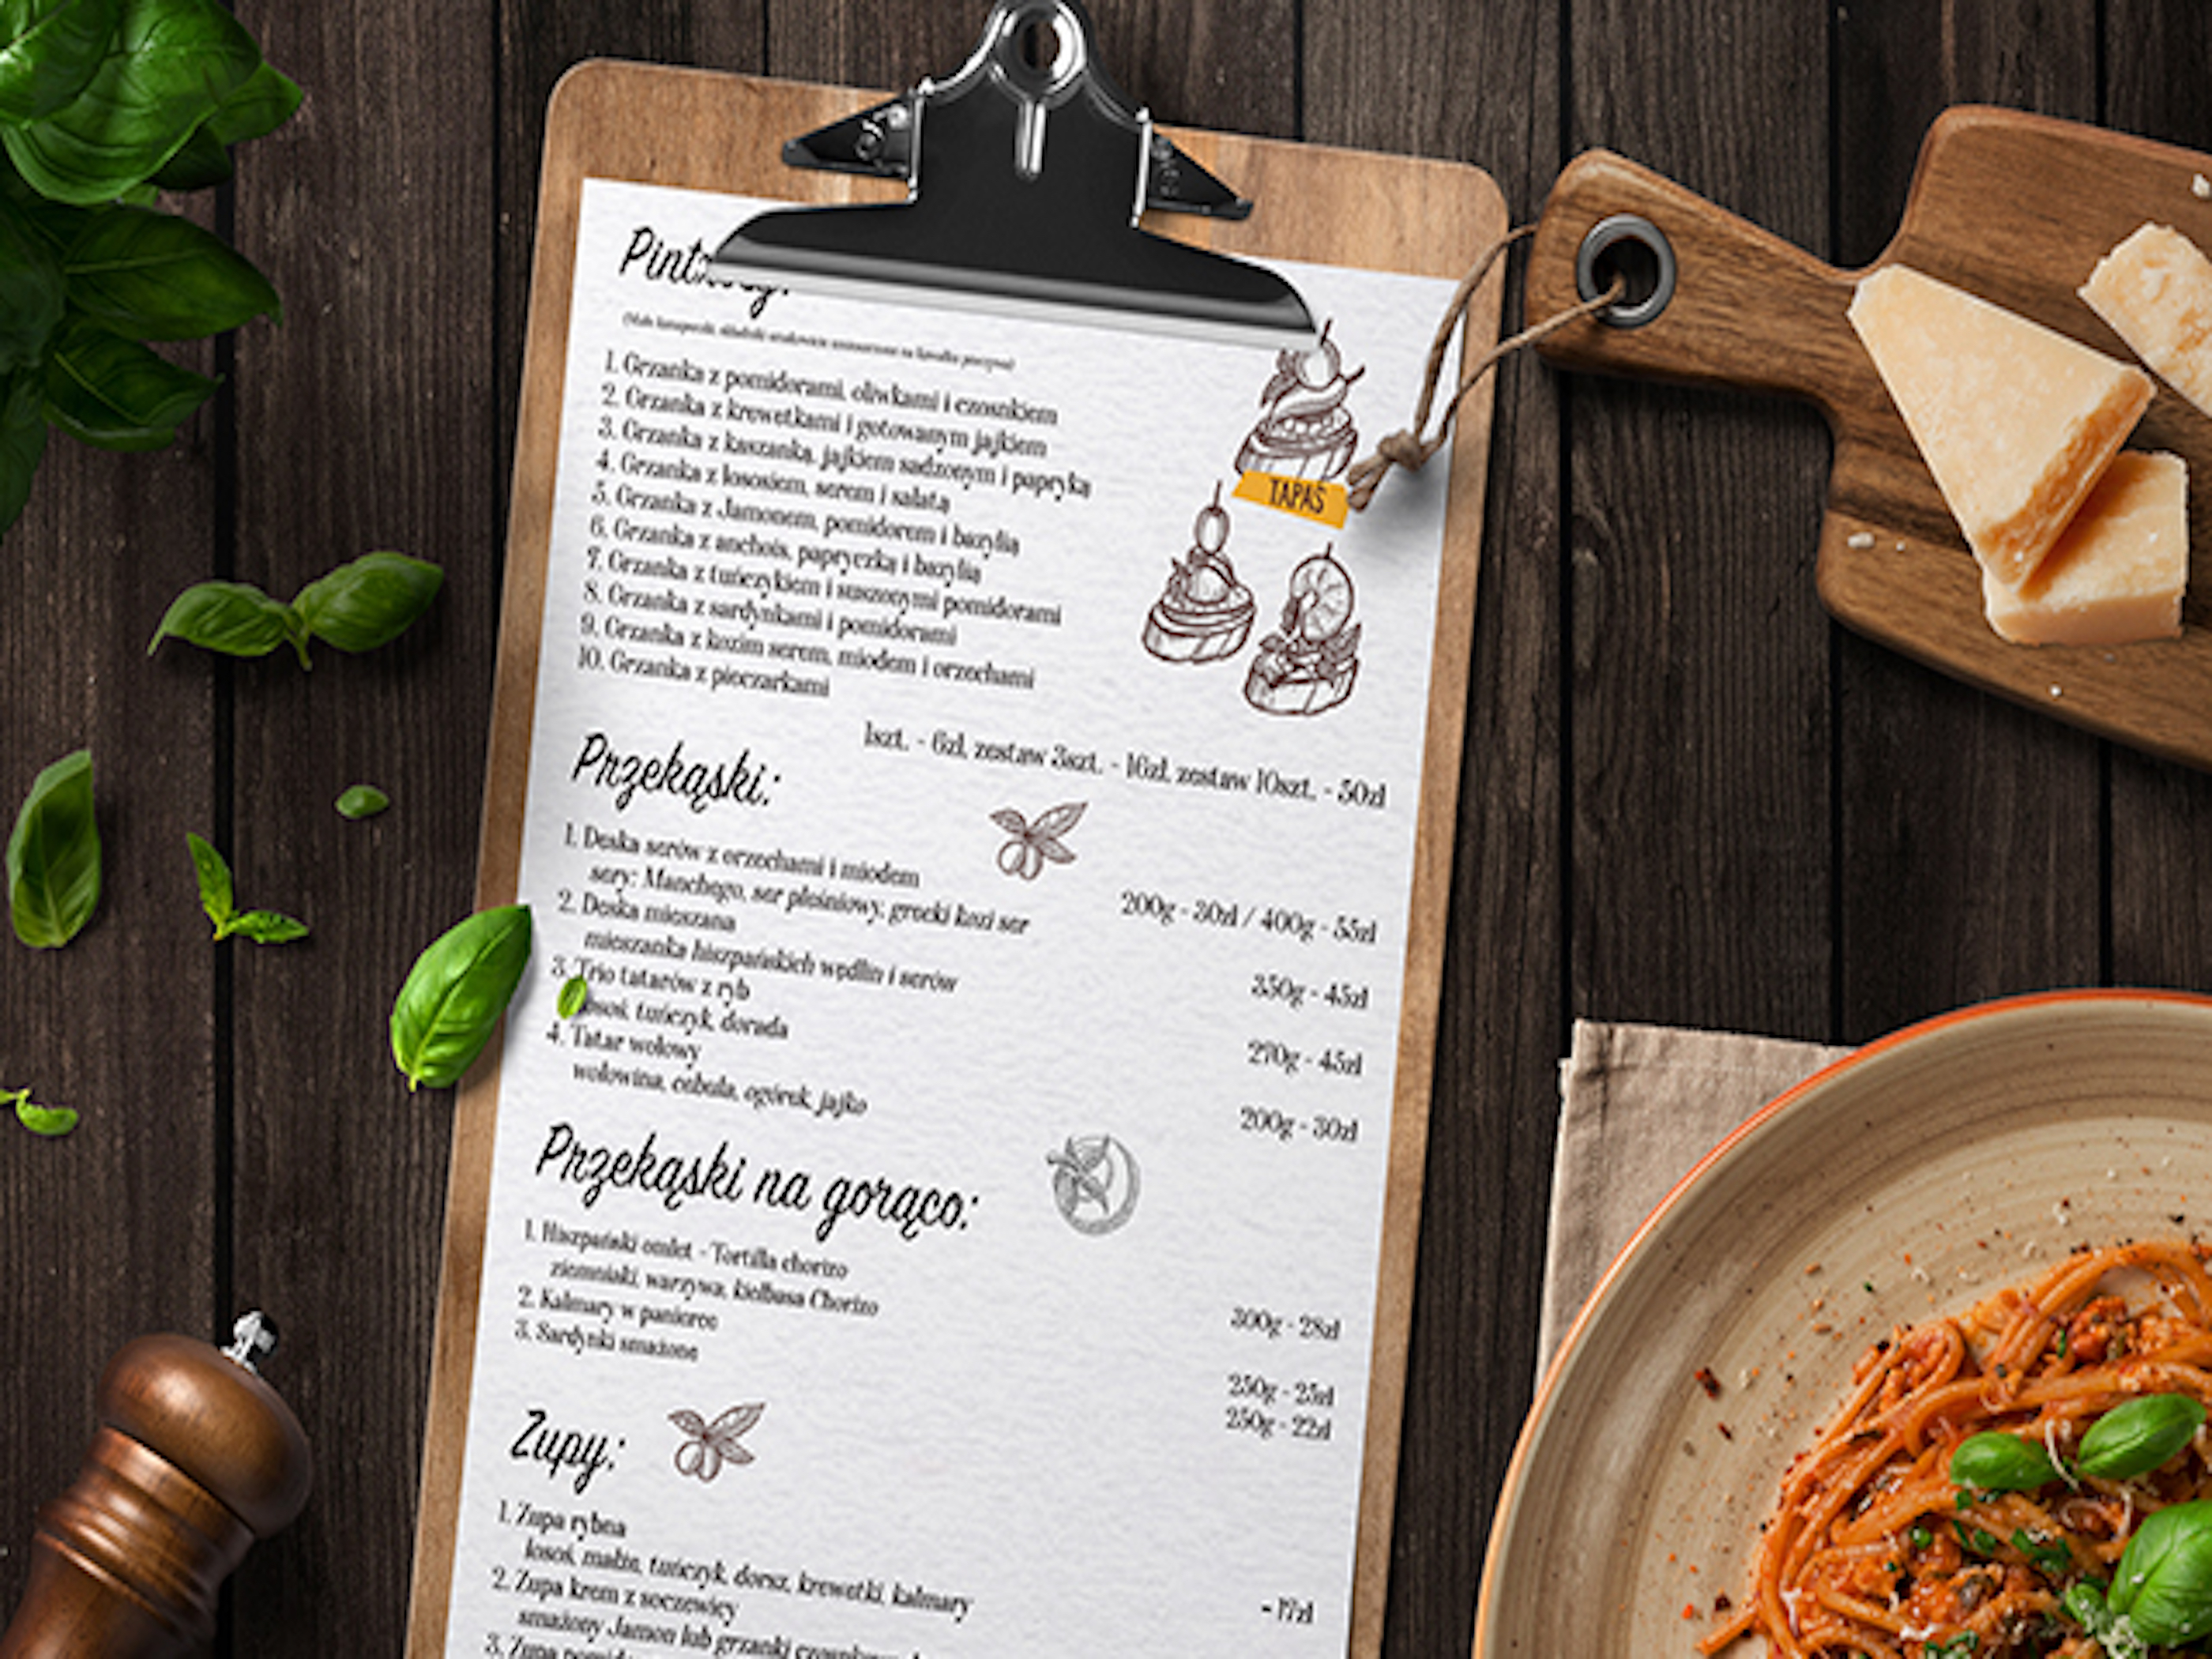 1. Grzanka z pomidorami, oliwkami i czosnkiem
2. Grzanka z krewetkami i gotowanym jajkiem
3. Grzanka z kaszanką, jajkiem sadzonym i papryką
4. Grzanka z łososiem, serem i sałatą
5. Grzanka z Jamonem, pomidorem i bazylią
6. Grzanka z anchois, papryczką i bazylią
7. Grzanka z tuńczykiem i suszonymi pomidorami
8. Grzanka z sardynkami i pomidorami
9. Grzanka z kozim serem, miodem i orzechami
10. Grzanka z pieczarkami
TAPAS
1szt. - 6zł, zestaw 3szt. - 16zł, zestaw 10szt. - 50zł
Przekąski:
1. Deska serów z orzechami i miodem
sery: Manchego, ser pleśniowy, grecki kozi ser 200g - 30zł / 400g - 55zł
2. Deska mieszana
mieszanka hiszpańskich wędlin i serów 350g - 45zł
3. Trio tatarów z ryb
łosoś, tuńczyk, dorada 270g - 45zł
4. Tatar wołowy
wołowina, cebula, ogórek, jajko 200g - 30zł
Przekąski na gorąco:
1. Hiszpański omlet - Tortilla chorizo
ziemniaki, warzywa, kiełbasa Chorizo 300g - 28zł
2. Kalmary w panierce 250g - 25zł
3. Sardynki smażone 250g - 22zł
Zupy:
1. Zupa rybna
łosoś, małże, tuńczyk, dorsz, krewetki, kalmary - 17zł
2. Zupa krem z soczewicy
smażony Jamon lub grzanki
3. Zupa